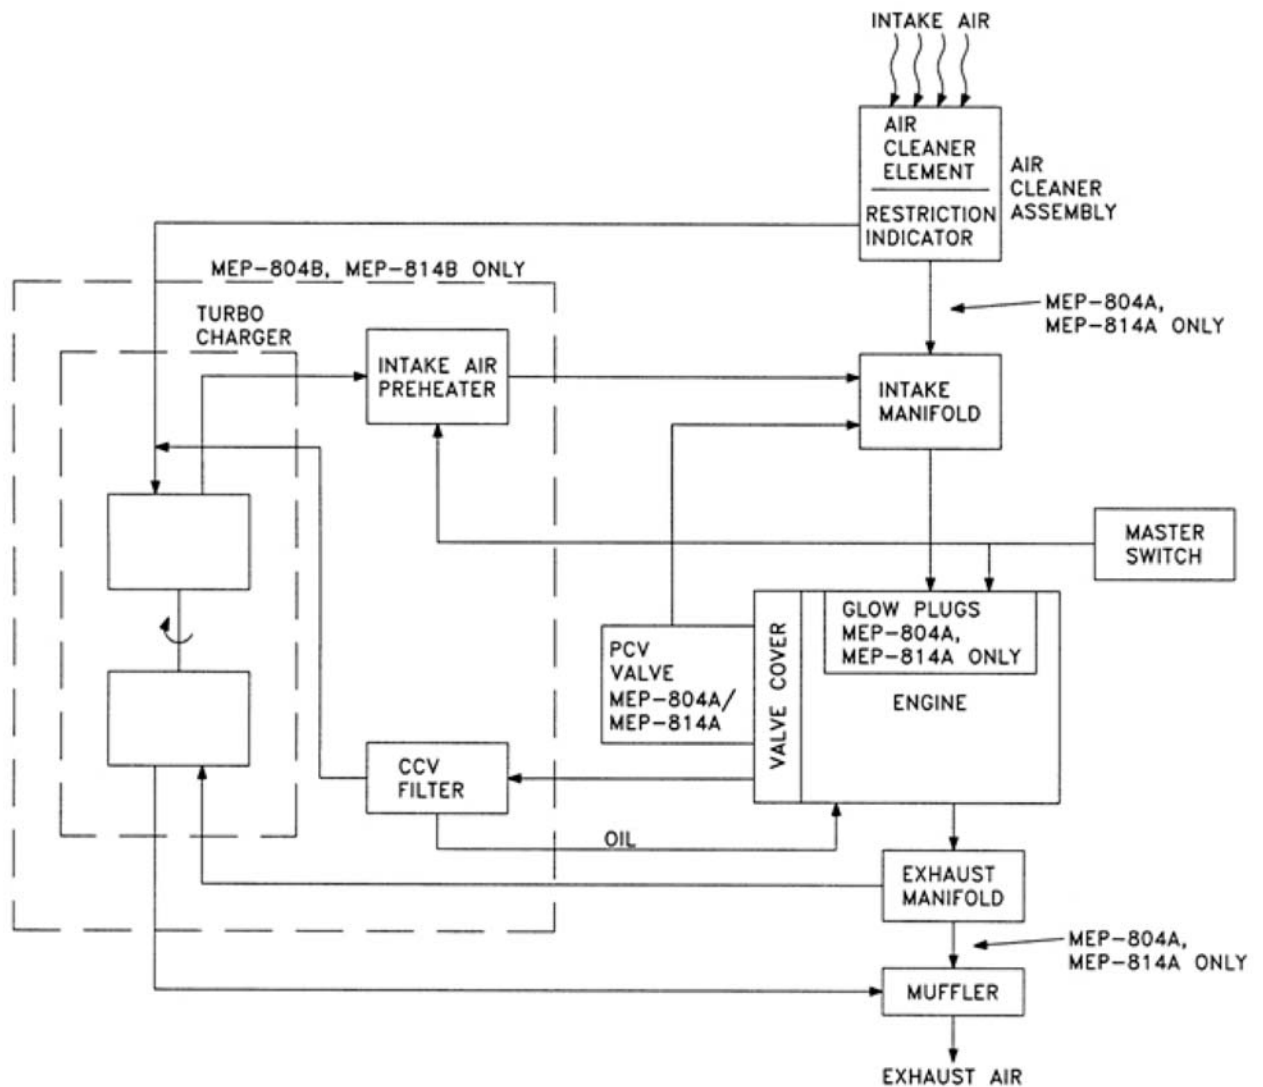 INTAKE AIR
AIR
CLEANER
ELEMENT
RESTRICTION
INDICATOR
AIR
CLEANER
ASSEMBLY
MEP-804B, MEP-814B ONLY
TURBO
CHARGER
MEP-804A,
MEP-814A ONLY
INTAKE AIR
PREHEATER
INTAKE
MANIFOLD
MASTER
SWITCH
GLOW PLUGS
MEP-804A,
MEP-814A ONLY
PCV
VALVE
MEP-804A/
MEP-814A
VALVE COVER
ENGINE
CCV
FILTER
OIL
EXHAUST
MANIFOLD
MEP-804A,
MEP-814A ONLY
MUFFLER
EXHAUST AIR